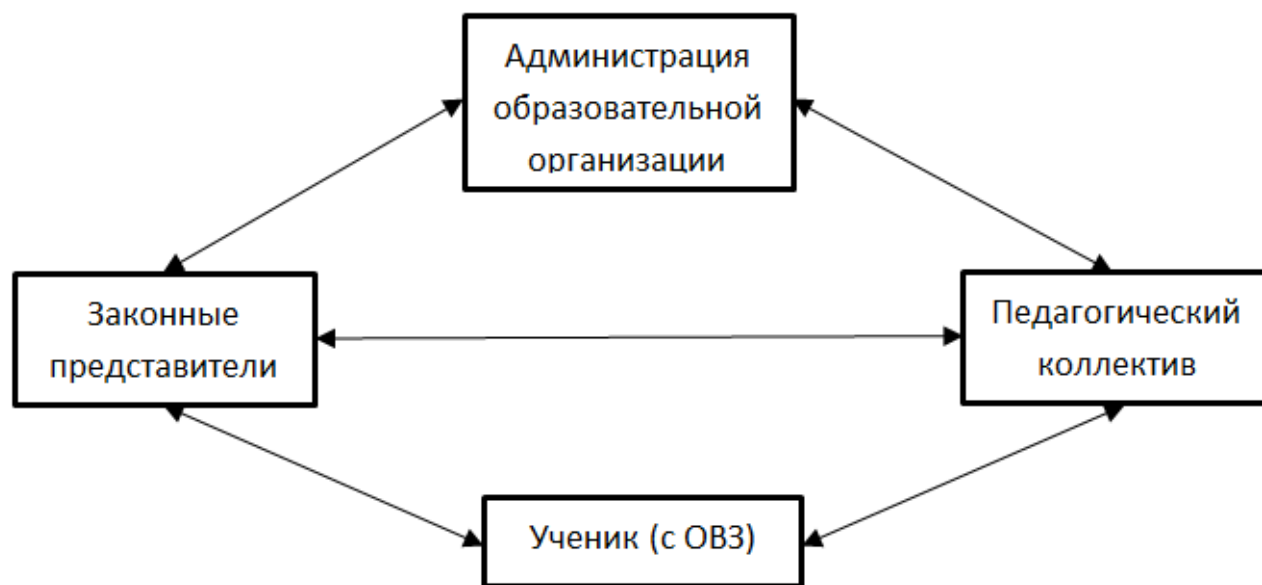 Администрация
образовательной
организации
Законные
представители
Педагогический
коллектив
Ученик (с ОВЗ)